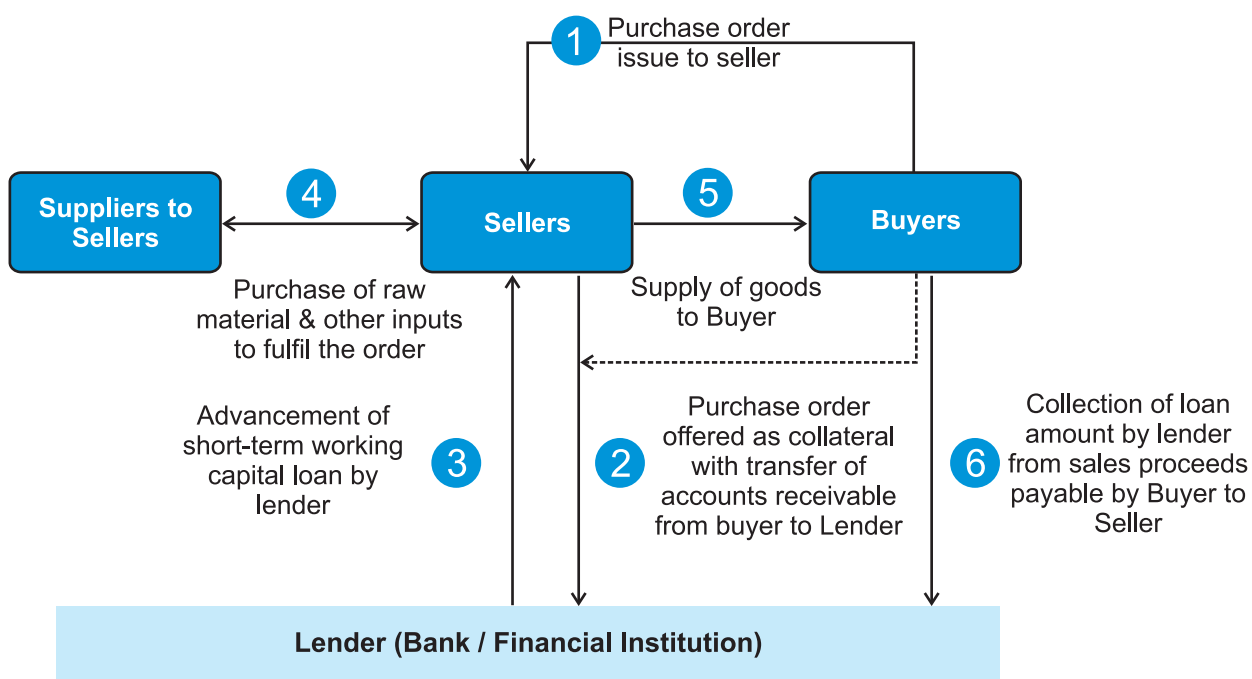 1
Purchase order
issue to seller
Suppliers to
Sellers
4
Sellers
5
Buyers
Purchase of raw
material & other inputs
to fulfil the order
Supply of goods
to Buyer
Advancement of
short-term working
capital loan by
lender
3
2
Purchase order
offered as collateral
with transfer of
accounts receivable
from buyer to Lender
6
Collection of loan
amount by lender
from sales proceeds
payable by Buyer to
Seller
Lender (Bank / Financial Institution)